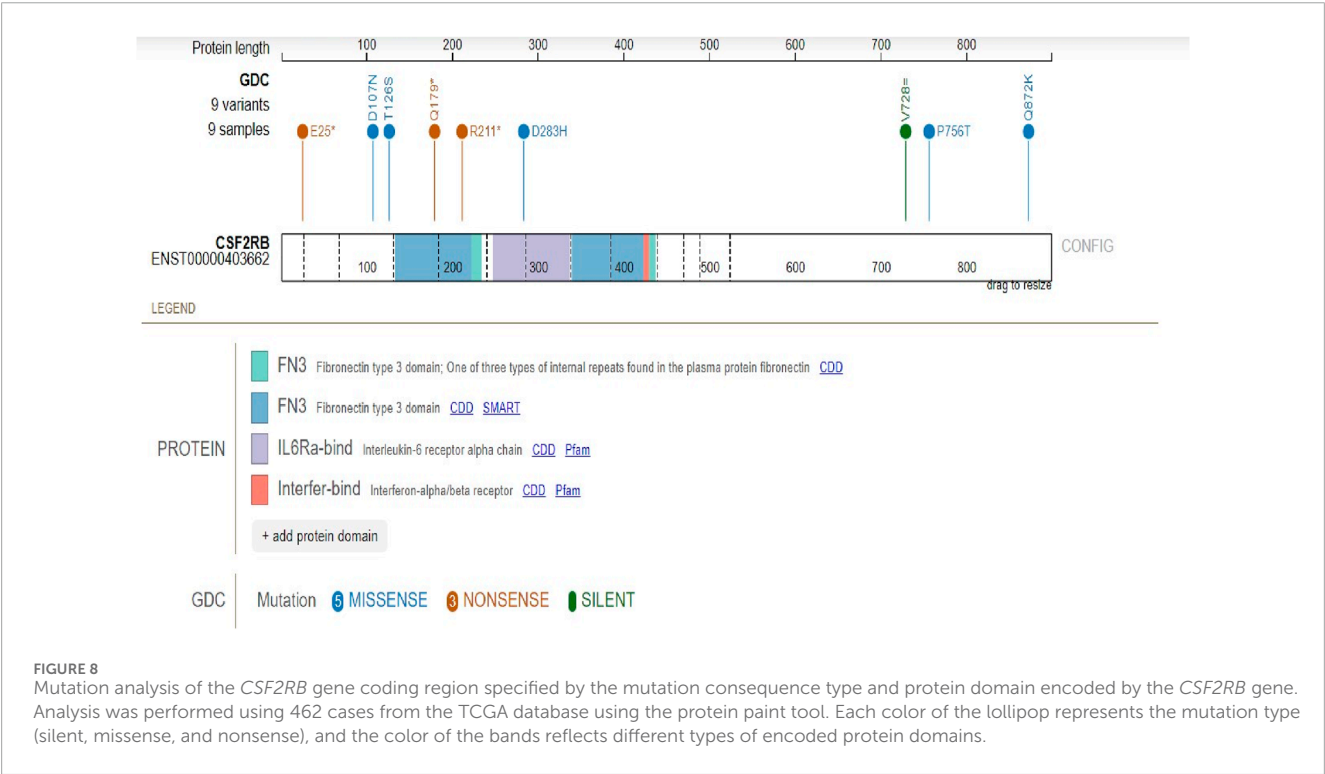 Protein length 100 200 300 400 500 600 700 800
GDC
9 variants
9 samples
E25*
D107N
T126S
Q179*
R211*
D283H
V728=
P756T
Q872K
CSF2RB
ENST00000403662
100 200 300 400 500 600 700 800
CONFIG
drag to resize
LEGEND
PROTEIN
FN3 Fibronectin type 3 domain; One of three types of internal repeats found in the plasma protein fibronectin CDD
FN3 Fibronectin type 3 domain CDD SMART
IL6Ra-bind Interleukin-6 receptor alpha chain CDD Pfam
Interfer-bind Interferon-alpha/beta receptor CDD Pfam
+ add protein domain
GDC Mutation 5 MISSENSE 3 NONSENSE SILENT
FIGURE 8
Mutation analysis of the CSF2RB gene coding region specified by the mutation consequence type and protein domain encoded by the CSF2RB gene.
Analysis was performed using 462 cases from the TCGA database using the protein paint tool. Each color of the lollipop represents the mutation type
(silent, missense, and nonsense), and the color of the bands reflects different types of encoded protein domains.